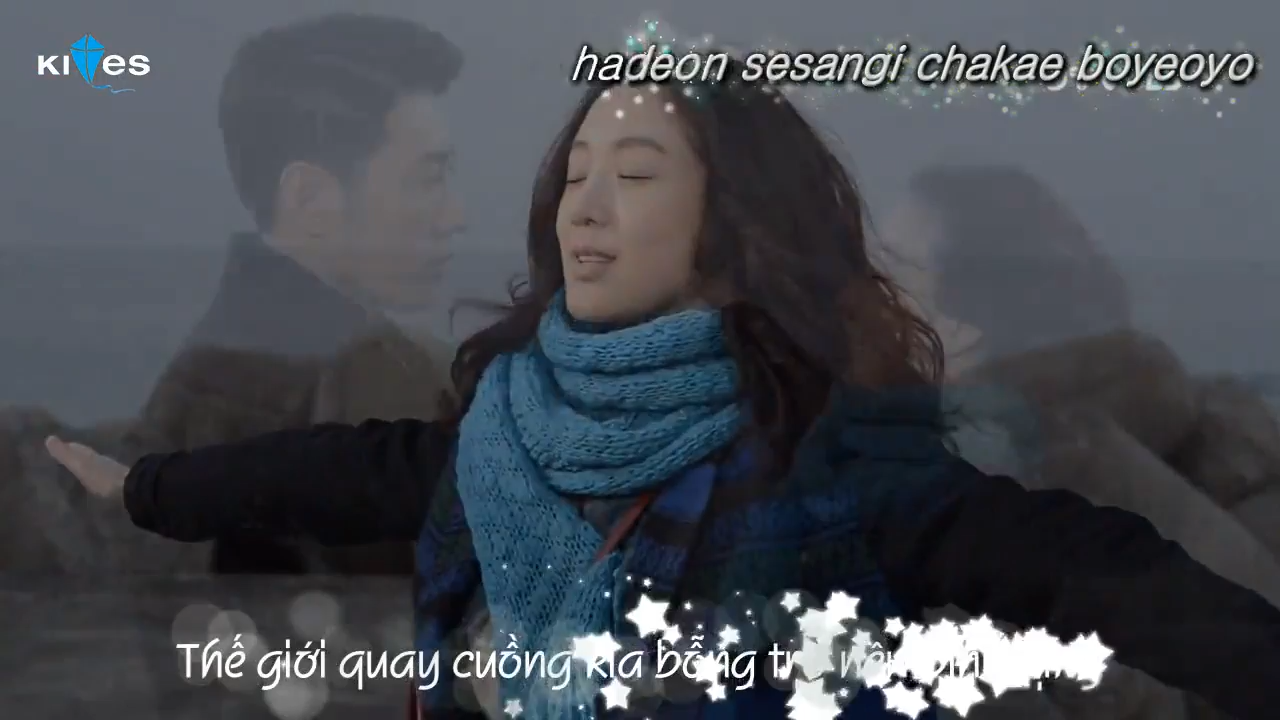 KITES
hadeon sesangi chakae boyeoyo
Thế giới quay cuồng kia bỗng